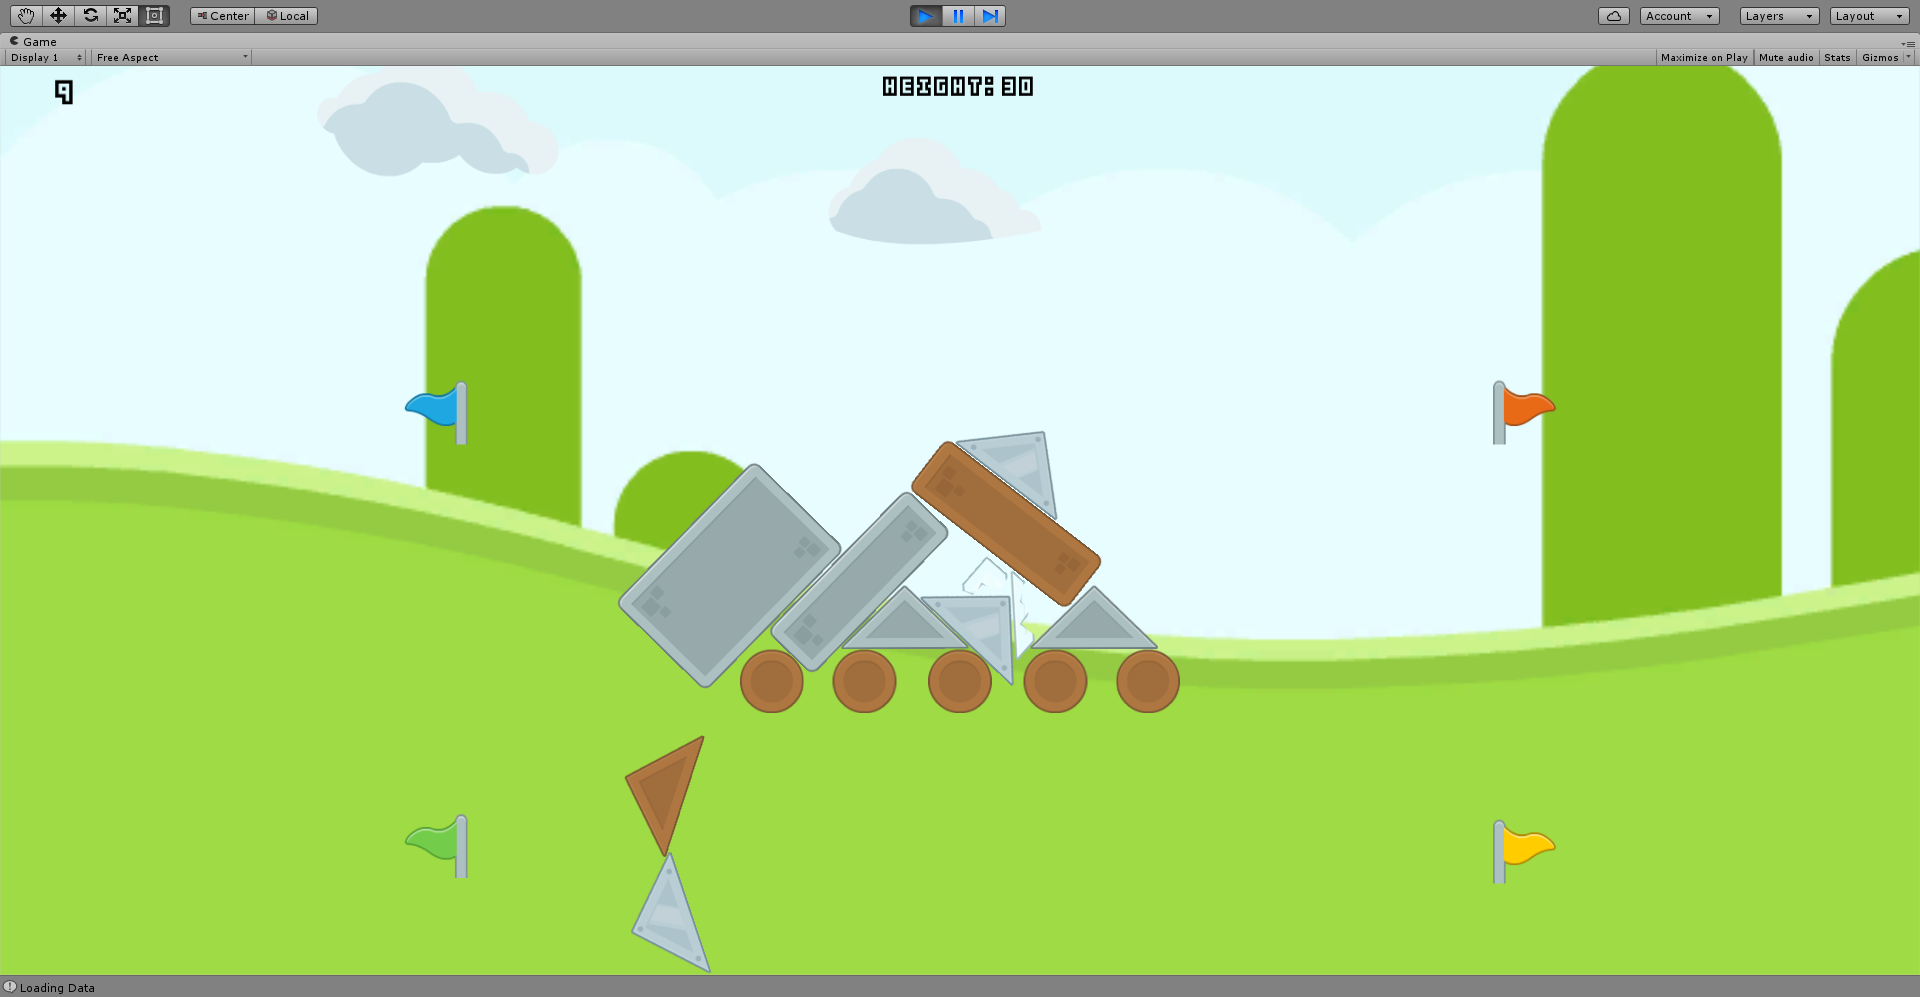 Center Local Account Layers Layout
Game
Display 1 Free Aspect Maximize on Play Mute audio Stats Gizmos
9 HEIGHT: 30
Loading Data